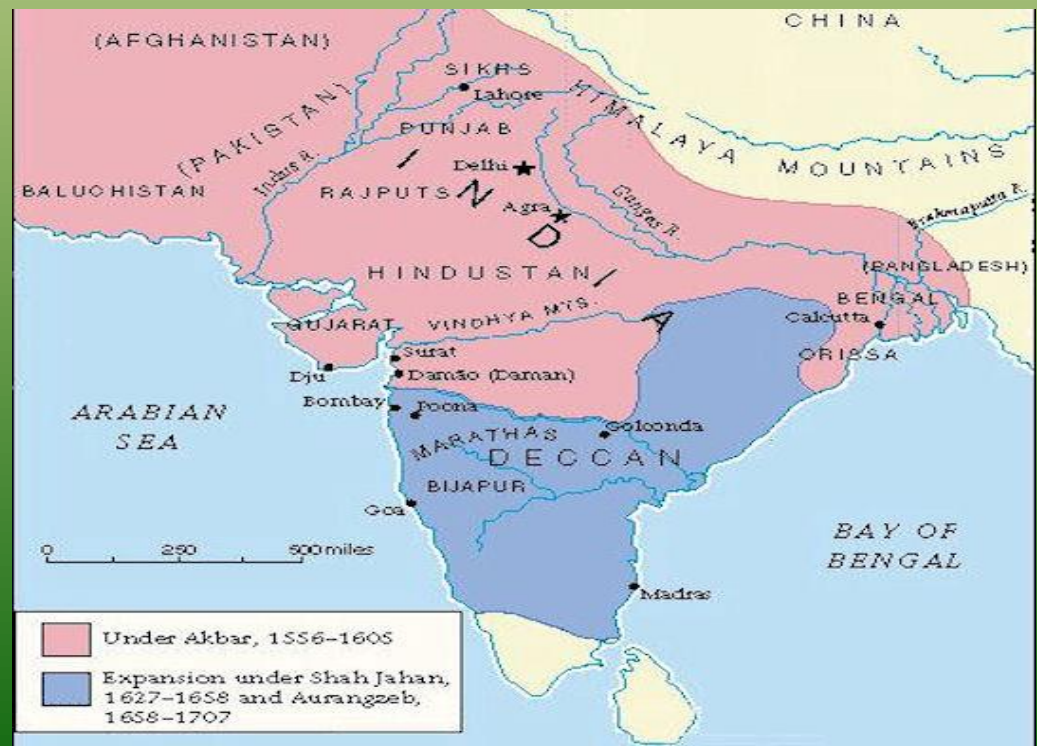 CHINA
(AFGHANISTAN)
SIKHS
Lahore
HIMALAYA MOUNTAINS
PUNJAB
(PAKISTAN)
Indus R.
Delhi
BALUCHISTAN
RAJPUTS
INDIA
Agra
Ganges R.
Brahmaputra R.
HINDUSTAN
(BANGLADESH)
BENGAL
GUJARAT
VINDHYA MTS.
Calcutta
Surat
ORISSA
Dju
Damão (Daman)
Bombay
Poona
ARABIAN
SEA
MARATHAS
Golconda
DECCAN
BIJAPUR
Goa
BAY OF
BENGAL
0 250 500 miles
Madras
Under Akbar, 1556–1605
Expansion under Shah Jahan,
1627–1658 and Aurangzeb,
1658–1707